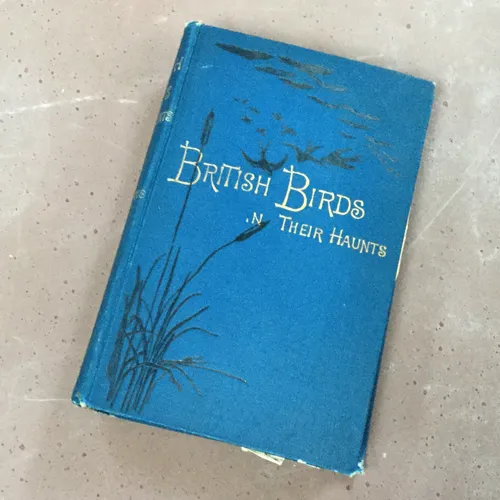 BRITISH BIRDS
IN THEIR HAUNTS